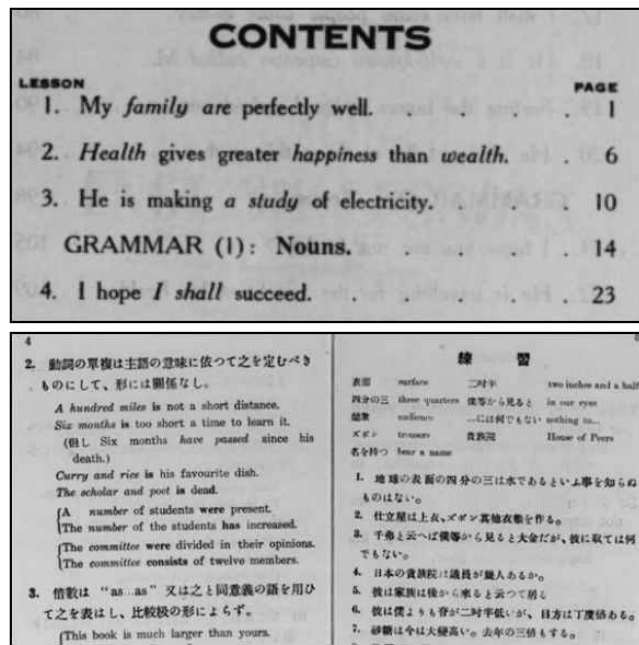 CONTENTS
LESSON PAGE
1. My family are perfectly well. . . . . 1
2. Health gives greater happiness than wealth. . . 6
3. He is making a study of electricity. . . . 10
GRAMMAR (1): Nouns. . . . . . 14
4. I hope I shall succeed. . . . . . 23
4
2. 動詞の單複は主語の意味に依つて之を定むべき
ものにして、形には關係なし。
A hundred miles is not a short distance.
Six months is too short a time to learn it.
(但し Six months have passed since his
death.)
Curry and rice is his favourite dish.
The scholar and poet is dead.
A number of students were present.
The number of the students has increased.
The committee were divided in their opinions.
The committee consists of twelve members.
3. 倍數は "as...as" 又は之と同意義の語を用ひ
て之を表はし、比較級の形によらず。
This book is much larger than yours.
練習
表面 surface 二吋半 two inches and a half
四分の三 three quarters 僕等から見ると in our eyes
聽衆 audience ...には何でもない nothing to...
ズボン trousers 貴族院 House of Peers
名を持つ bear a name
1. 地球の表面の四分の三は水であるといふ事を知らぬ
ものはない。
2. 仕立屋は上衣、ズボン其他衣類を作る。
3. 千弗と云へば僕等から見ると大金だが、彼に取ては何
でもない。
4. 日本の貴族院は議員が幾人あるか。
5. 彼は家族は後から來ると云つて居る
6. 彼は僕よりも脊が二吋半低いが、目方は丁度倍ある。
7. 砂糖は今は大變高い。去年の三倍もする。